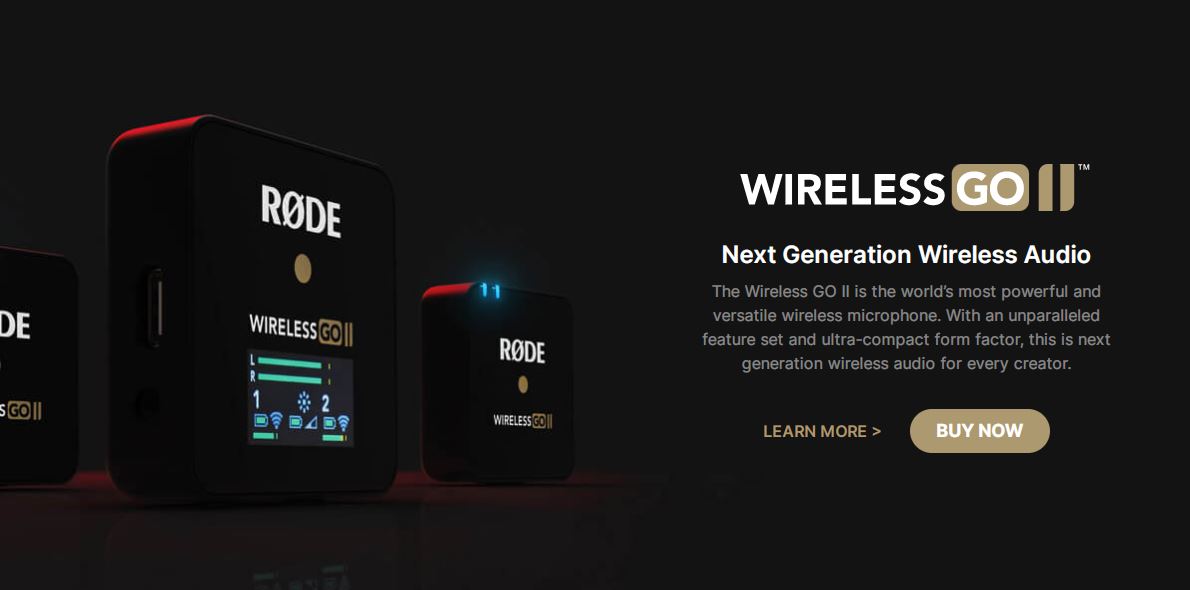 WIRELESS GO II™
Next Generation Wireless Audio
The Wireless GO II is the world's most powerful and
versatile wireless microphone. With an unparalleled
feature set and ultra-compact form factor, this is next
generation wireless audio for every creator.
LEARN MORE >
BUY NOW
RØDE
WIRELESS GO II
L
R
1 2
RØDE
WIRELESS GO II
DE
S GO II